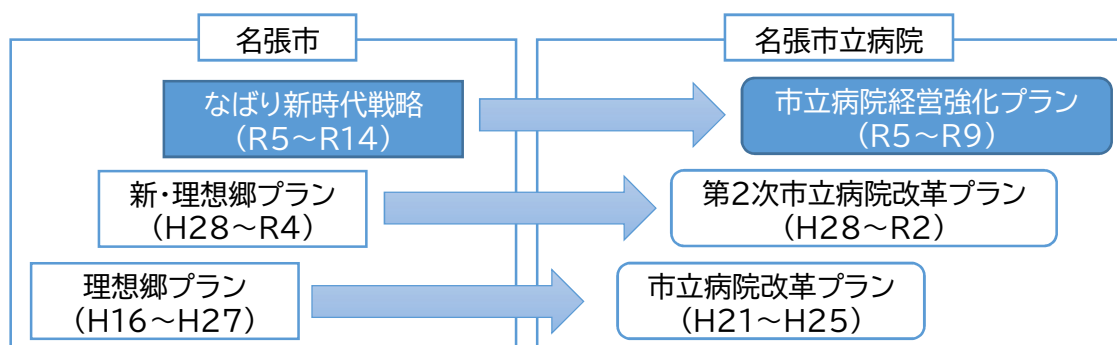 名張市
名張市立病院
なばり新時代戦略
(R5～R14)
市立病院経営強化プラン
(R5～R9)
新・理想郷プラン
(H28～R4)
第2次市立病院改革プラン
(H28～R2)
理想郷プラン
(H16～H27)
市立病院改革プラン
(H21～H25)